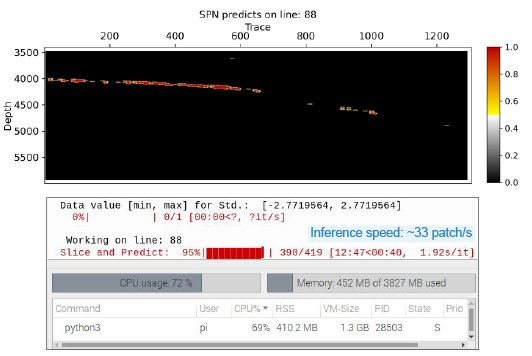 SPN predicts on line: 88
Trace
200 400 600 800 1000 1200
3500
4000
4500
5000
5500
Depth
1.0
0.8
0.6
0.4
0.2
0.0
Data value [min, max] for Std.: [-2.7719564, 2.7719564]
0%| | 0/1 [00:00<?, ?it/s]
Inference speed: ~33 patch/s
Working on line: 88
Slice and Predict: 95%| | 398/419 [12:47<00:40, 1.92s/it]
CPU usage: 72 % Memory: 452 MB of 3827 MB used
Command User CPU% RSS VM-Size PID State Prio
python3 pi 69% 410.2 MB 1.3 GB 28603 S